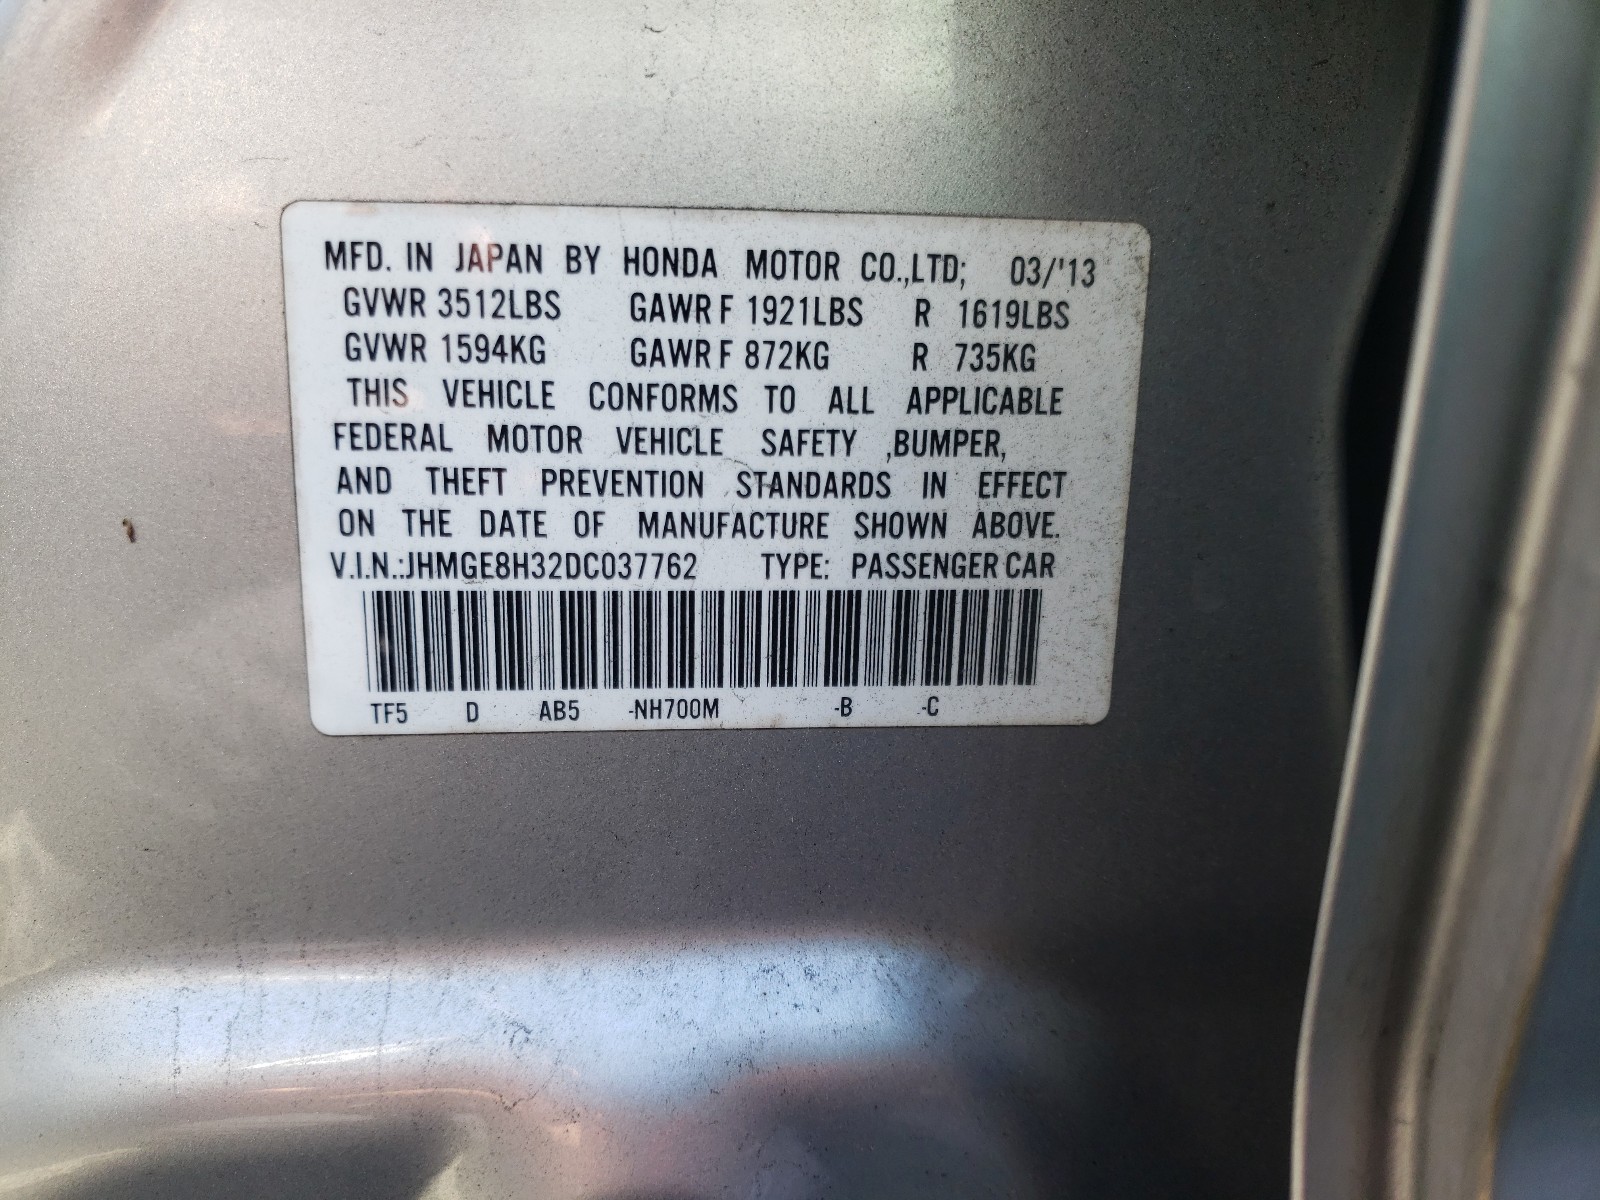 MFD. IN JAPAN BY HONDA MOTOR CO.,LTD; 03/'13
GVWR 3512LBS GAWR F 1921LBS R 1619LBS
GVWR 1594KG GAWR F 872KG R 735KG
THIS VEHICLE CONFORMS TO ALL APPLICABLE
FEDERAL MOTOR VEHICLE SAFETY ,BUMPER,
AND THEFT PREVENTION STANDARDS IN EFFECT
ON THE DATE OF MANUFACTURE SHOWN ABOVE.
V.I.N.:JHMGE8H32DC037762 TYPE: PASSENGER CAR
TF5 D AB5 -NH700M -B -C